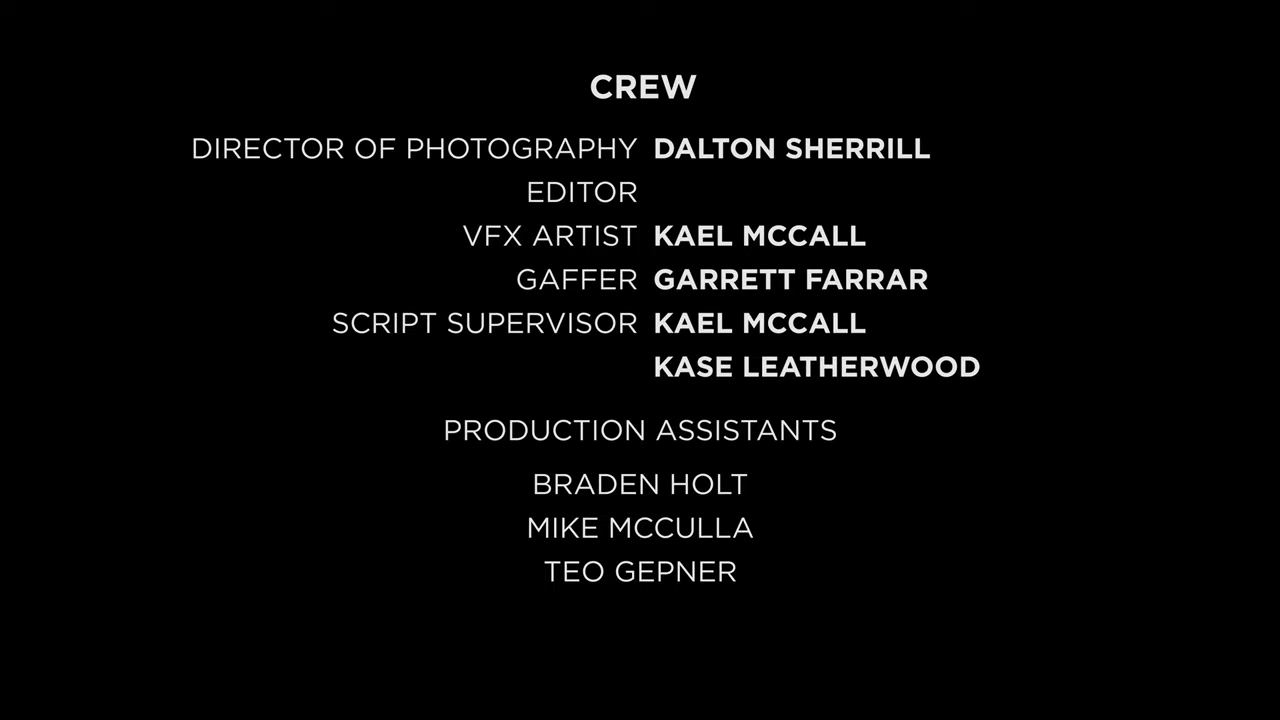 CREW
DIRECTOR OF PHOTOGRAPHY DALTON SHERRILL
EDITOR
VFX ARTIST KAEL MCCALL
GAFFER GARRETT FARRAR
SCRIPT SUPERVISOR KAEL MCCALL
KASE LEATHERWOOD
PRODUCTION ASSISTANTS
BRADEN HOLT
MIKE MCCULLA
TEO GEPNER